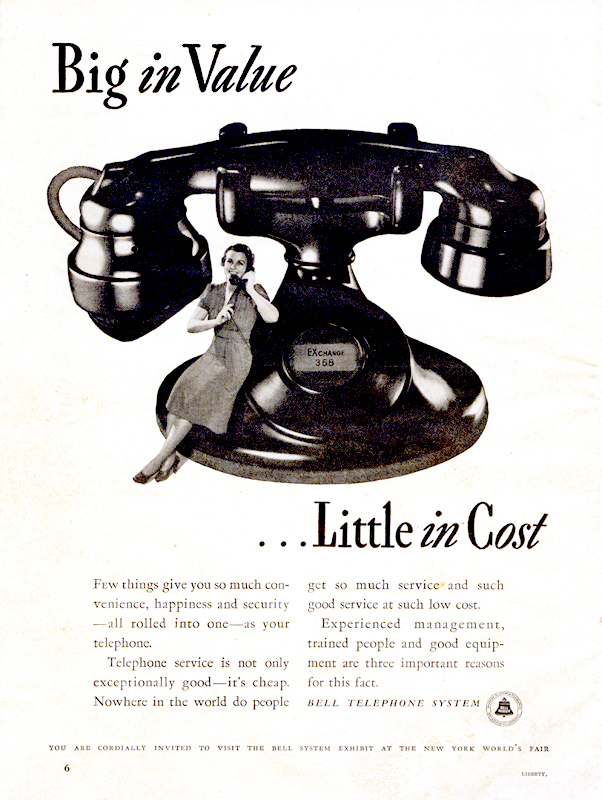 Big in Value
EXCHANGE
358
...Little in Cost
FEW things give you so much con-
venience, happiness and security
—all rolled into one—as your
telephone.
Telephone service is not only
exceptionally good—it's cheap.
Nowhere in the world do people
get so much service and such
good service at such low cost.
Experienced management,
trained people and good equip-
ment are three important reasons
for this fact.
BELL TELEPHONE SYSTEM
YOU ARE CORDIALLY INVITED TO VISIT THE BELL SYSTEM EXHIBIT AT THE NEW YORK WORLD'S FAIR
6
LIBERTY,